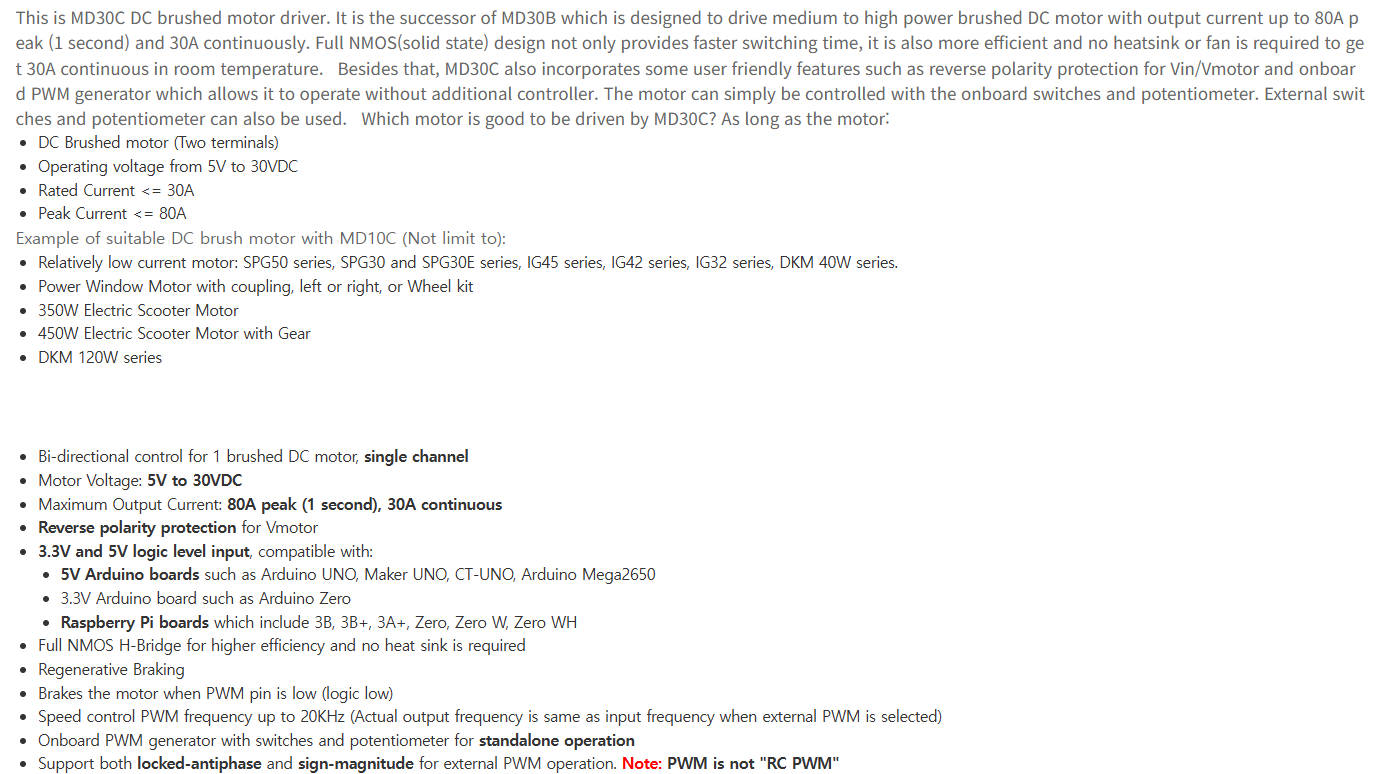 This is MD30C DC brushed motor driver. It is the successor of MD30B which is designed to drive medium to high power brushed DC motor with output current up to 80A p
eak (1 second) and 30A continuously. Full NMOS(solid state) design not only provides faster switching time, it is also more efficient and no heatsink or fan is required to ge
t 30A continuous in room temperature.   Besides that, MD30C also incorporates some user friendly features such as reverse polarity protection for Vin/Vmotor and onboar
d PWM generator which allows it to operate without additional controller. The motor can simply be controlled with the onboard switches and potentiometer. External swit
ches and potentiometer can also be used.   Which motor is good to be driven by MD30C? As long as the motor:
• DC Brushed motor (Two terminals)
• Operating voltage from 5V to 30VDC
• Rated Current <= 30A
• Peak Current <= 80A
Example of suitable DC brush motor with MD10C (Not limit to):
• Relatively low current motor: SPG50 series, SPG30 and SPG30E series, IG45 series, IG42 series, IG32 series, DKM 40W series.
• Power Window Motor with coupling, left or right, or Wheel kit
• 350W Electric Scooter Motor
• 450W Electric Scooter Motor with Gear
• DKM 120W series
• Bi-directional control for 1 brushed DC motor, single channel
• Motor Voltage: 5V to 30VDC
• Maximum Output Current: 80A peak (1 second), 30A continuous
• Reverse polarity protection for Vmotor
• 3.3V and 5V logic level input, compatible with:
• 5V Arduino boards such as Arduino UNO, Maker UNO, CT-UNO, Arduino Mega2650
• 3.3V Arduino board such as Arduino Zero
• Raspberry Pi boards which include 3B, 3B+, 3A+, Zero, Zero W, Zero WH
• Full NMOS H-Bridge for higher efficiency and no heat sink is required
• Regenerative Braking
• Brakes the motor when PWM pin is low (logic low)
• Speed control PWM frequency up to 20KHz (Actual output frequency is same as input frequency when external PWM is selected)
• Onboard PWM generator with switches and potentiometer for standalone operation
• Support both locked-antiphase and sign-magnitude for external PWM operation. Note: PWM is not "RC PWM"